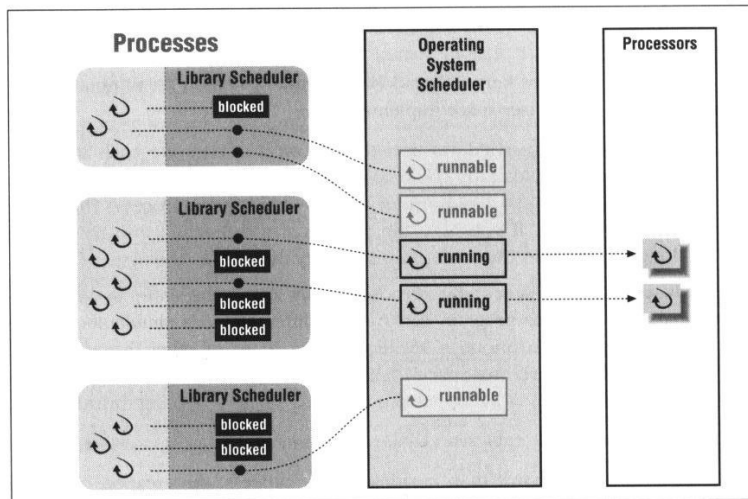 Processes
Library Scheduler
blocked
Library Scheduler
blocked
blocked
blocked
Library Scheduler
blocked
blocked
Operating
System
Scheduler
runnable
runnable
running
running
runnable
Processors